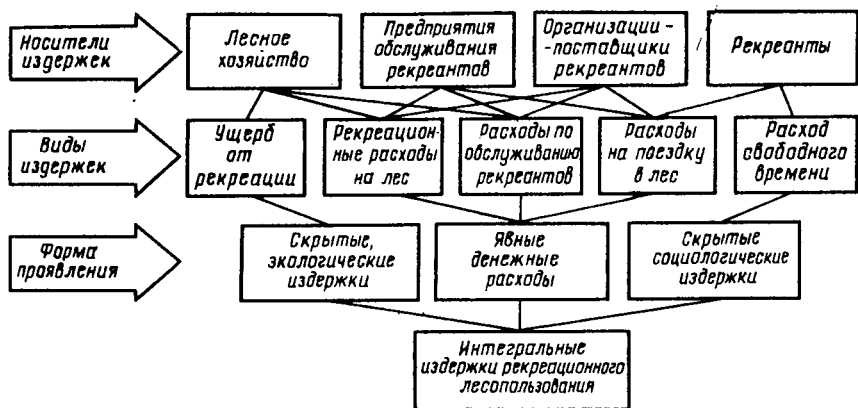 Носители
издержек
Лесное
хозяйство
Предприятия
обслуживания
рекреантов
Организации –
-поставщики
рекреантов
Рекреанты
Виды
издержек
Ущерб
от
рекреации
Рекреацион-
ные расходы
на лес
Расходы по
обслуживанию
рекреантов
Расходы
на поездку
в лес
Расход
свободного
времени
Форма
проявления
Скрытые,
экологические
издержки
Явные
денежные
расходы
Скрытые
социологические
издержки
Интегральные
издержки рекреационного
лесопользования